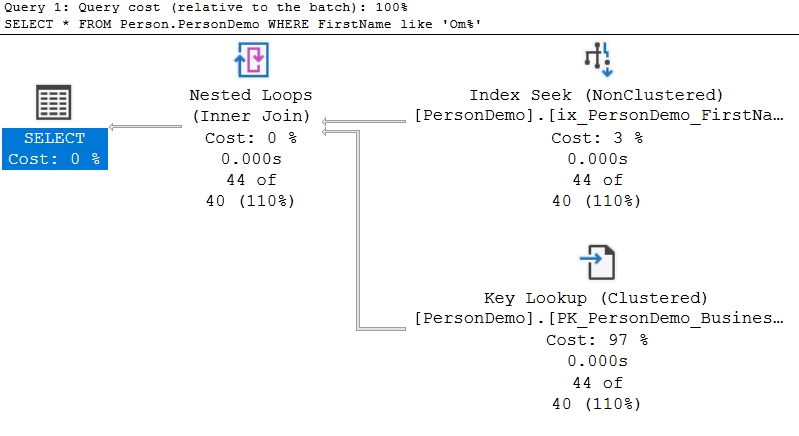 Query 1: Query cost (relative to the batch): 100%
SELECT * FROM Person.PersonDemo WHERE FirstName like 'Om%'
SELECT
Cost: 0 %
Nested Loops
(Inner Join)
Cost: 0 %
0.000s
44 of
40 (110%)
Index Seek (NonClustered)
[PersonDemo].[ix_PersonDemo_FirstNa…
Cost: 3 %
0.000s
44 of
40 (110%)
Key Lookup (Clustered)
[PersonDemo].[PK_PersonDemo_Busines…
Cost: 97 %
0.000s
44 of
40 (110%)